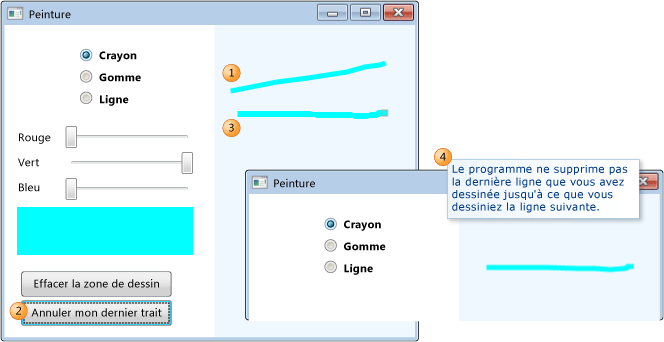 Peinture
Crayon
Gomme
Ligne
Rouge
Vert
Bleu
Effacer la zone de dessin
2
Annuler mon dernier trait
1
3
Peinture
Crayon
Gomme
Ligne
4
Le programme ne supprime pas
la dernière ligne que vous avez
dessinée jusqu'à ce que vous
dessiniez la ligne suivante.